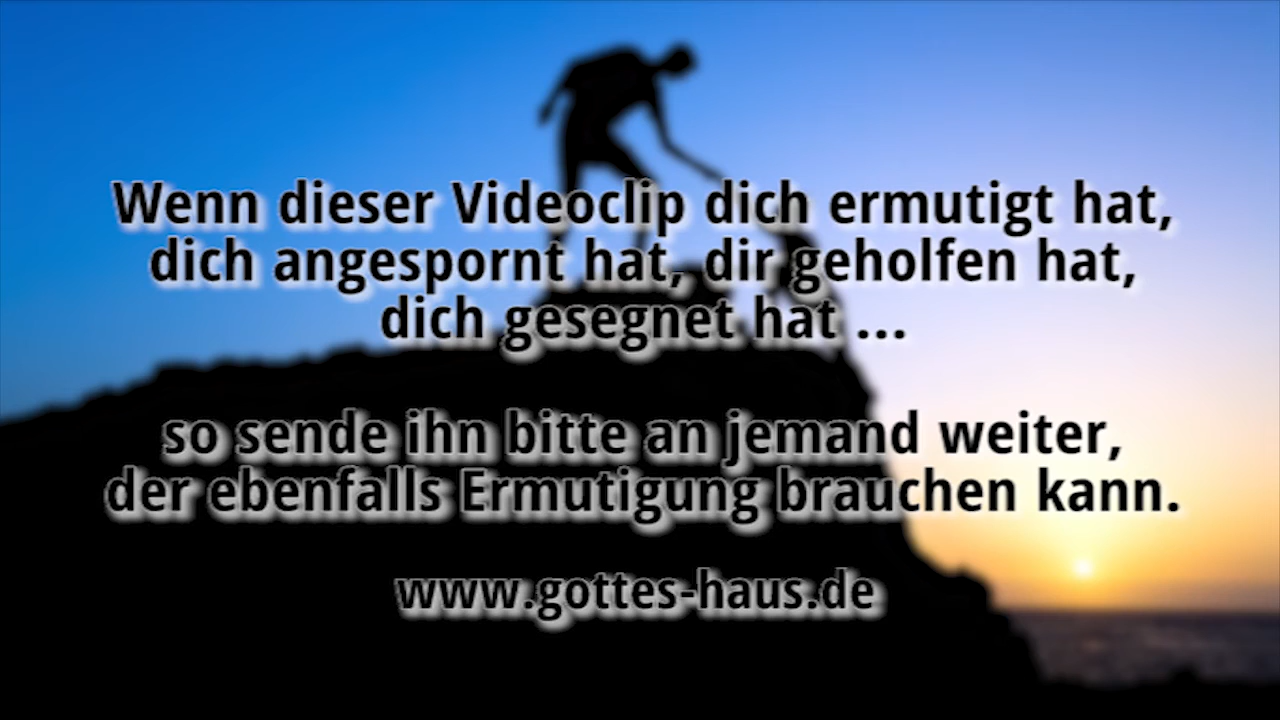 Wenn dieser Videoclip dich ermutigt hat,
dich angespornt hat, dir geholfen hat,
dich gesegnet hat ...
so sende ihn bitte an jemand weiter,
der ebenfalls Ermutigung brauchen kann.
www.gottes-haus.de